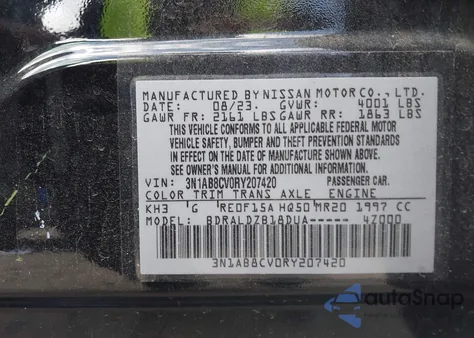 MANUFACTURED BY NISSAN MOTOR CO., LTD.
DATE: 08/23. GVWR: 4001 LBS
GAWR FR: 2161 LBS GAWR RR: 1863 LBS
THIS VEHICLE CONFORMS TO ALL APPLICABLE FEDERAL MOTOR
VEHICLE SAFETY, BUMPER AND THEFT PREVENTION STANDARDS
IN EFFECT ON THE DATE OF MANUFACTURE SHOWN ABOVE.
SEE OWNER'S MANUAL FOR ADDITIONAL INFORMATION.
VIN: 3N1AB8CV0RY207420 PASSENGER CAR.
COLOR TRIM TRANS AXLE ENGINE
KH3 G RE0F15A HQ50 MR20 1997 CC
MODEL: BDRALDZB18DUA----- 4Z000
3N1AB8CV0RY207420
autoSnap